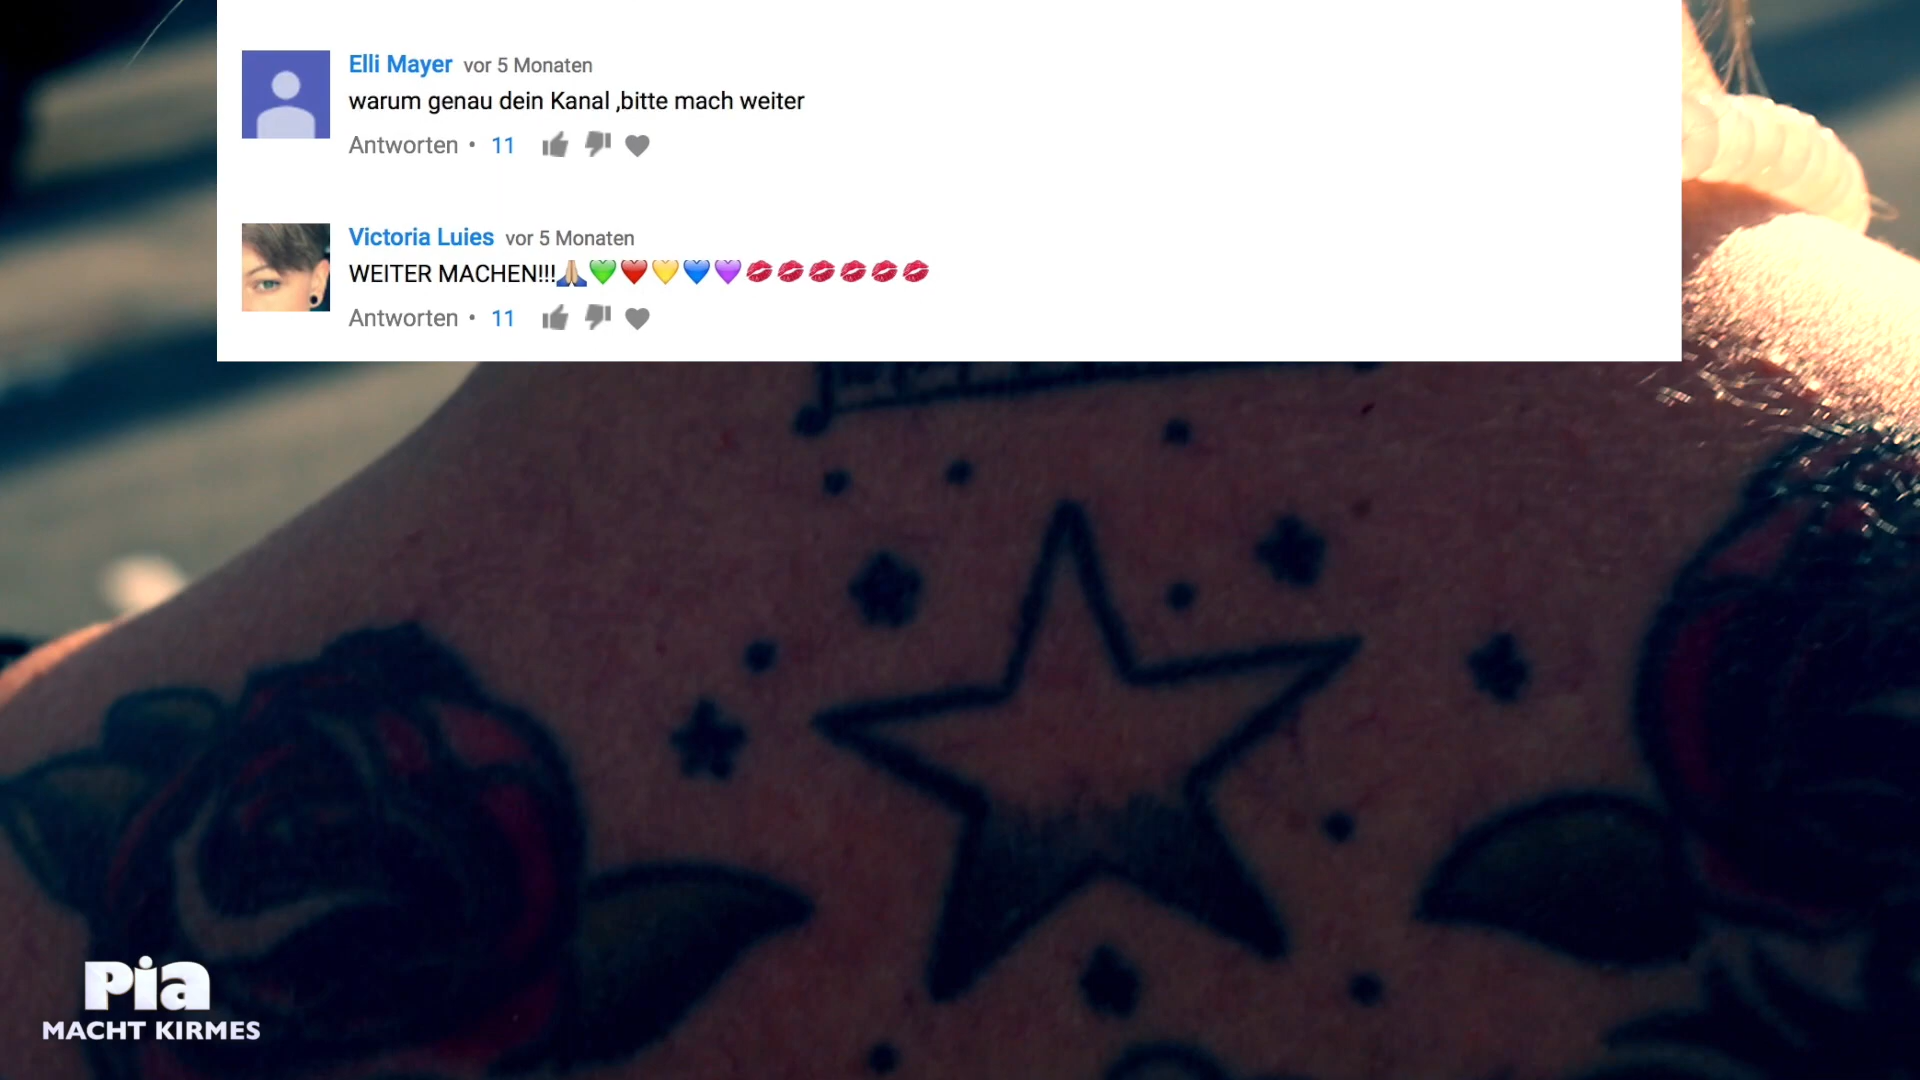 Elli Mayer vor 5 Monaten
warum genau dein Kanal ,bitte mach weiter
Antworten • 11
Victoria Luies vor 5 Monaten
WEITER MACHEN!!!🙏💚❤️💛💙💜💋💋💋💋💋💋
Antworten • 11
Pia
MACHT KIRMES